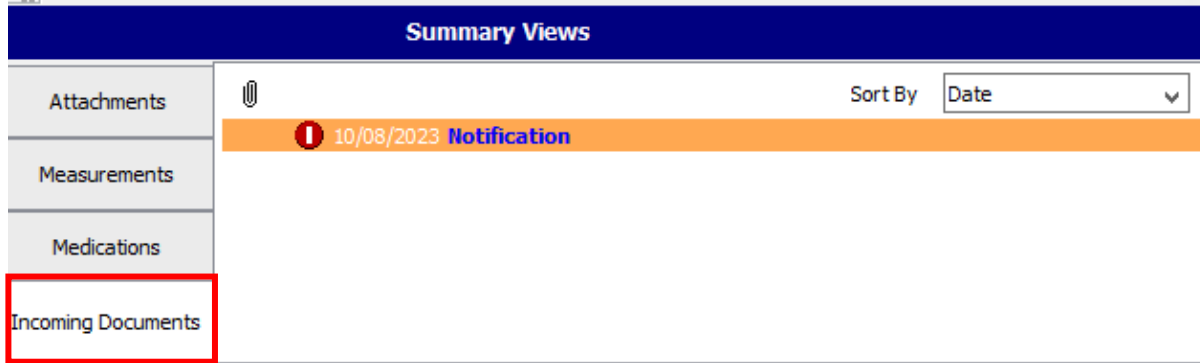 Summary Views
Attachments
Sort By Date
10/08/2023 Notification
Measurements
Medications
Incoming Documents